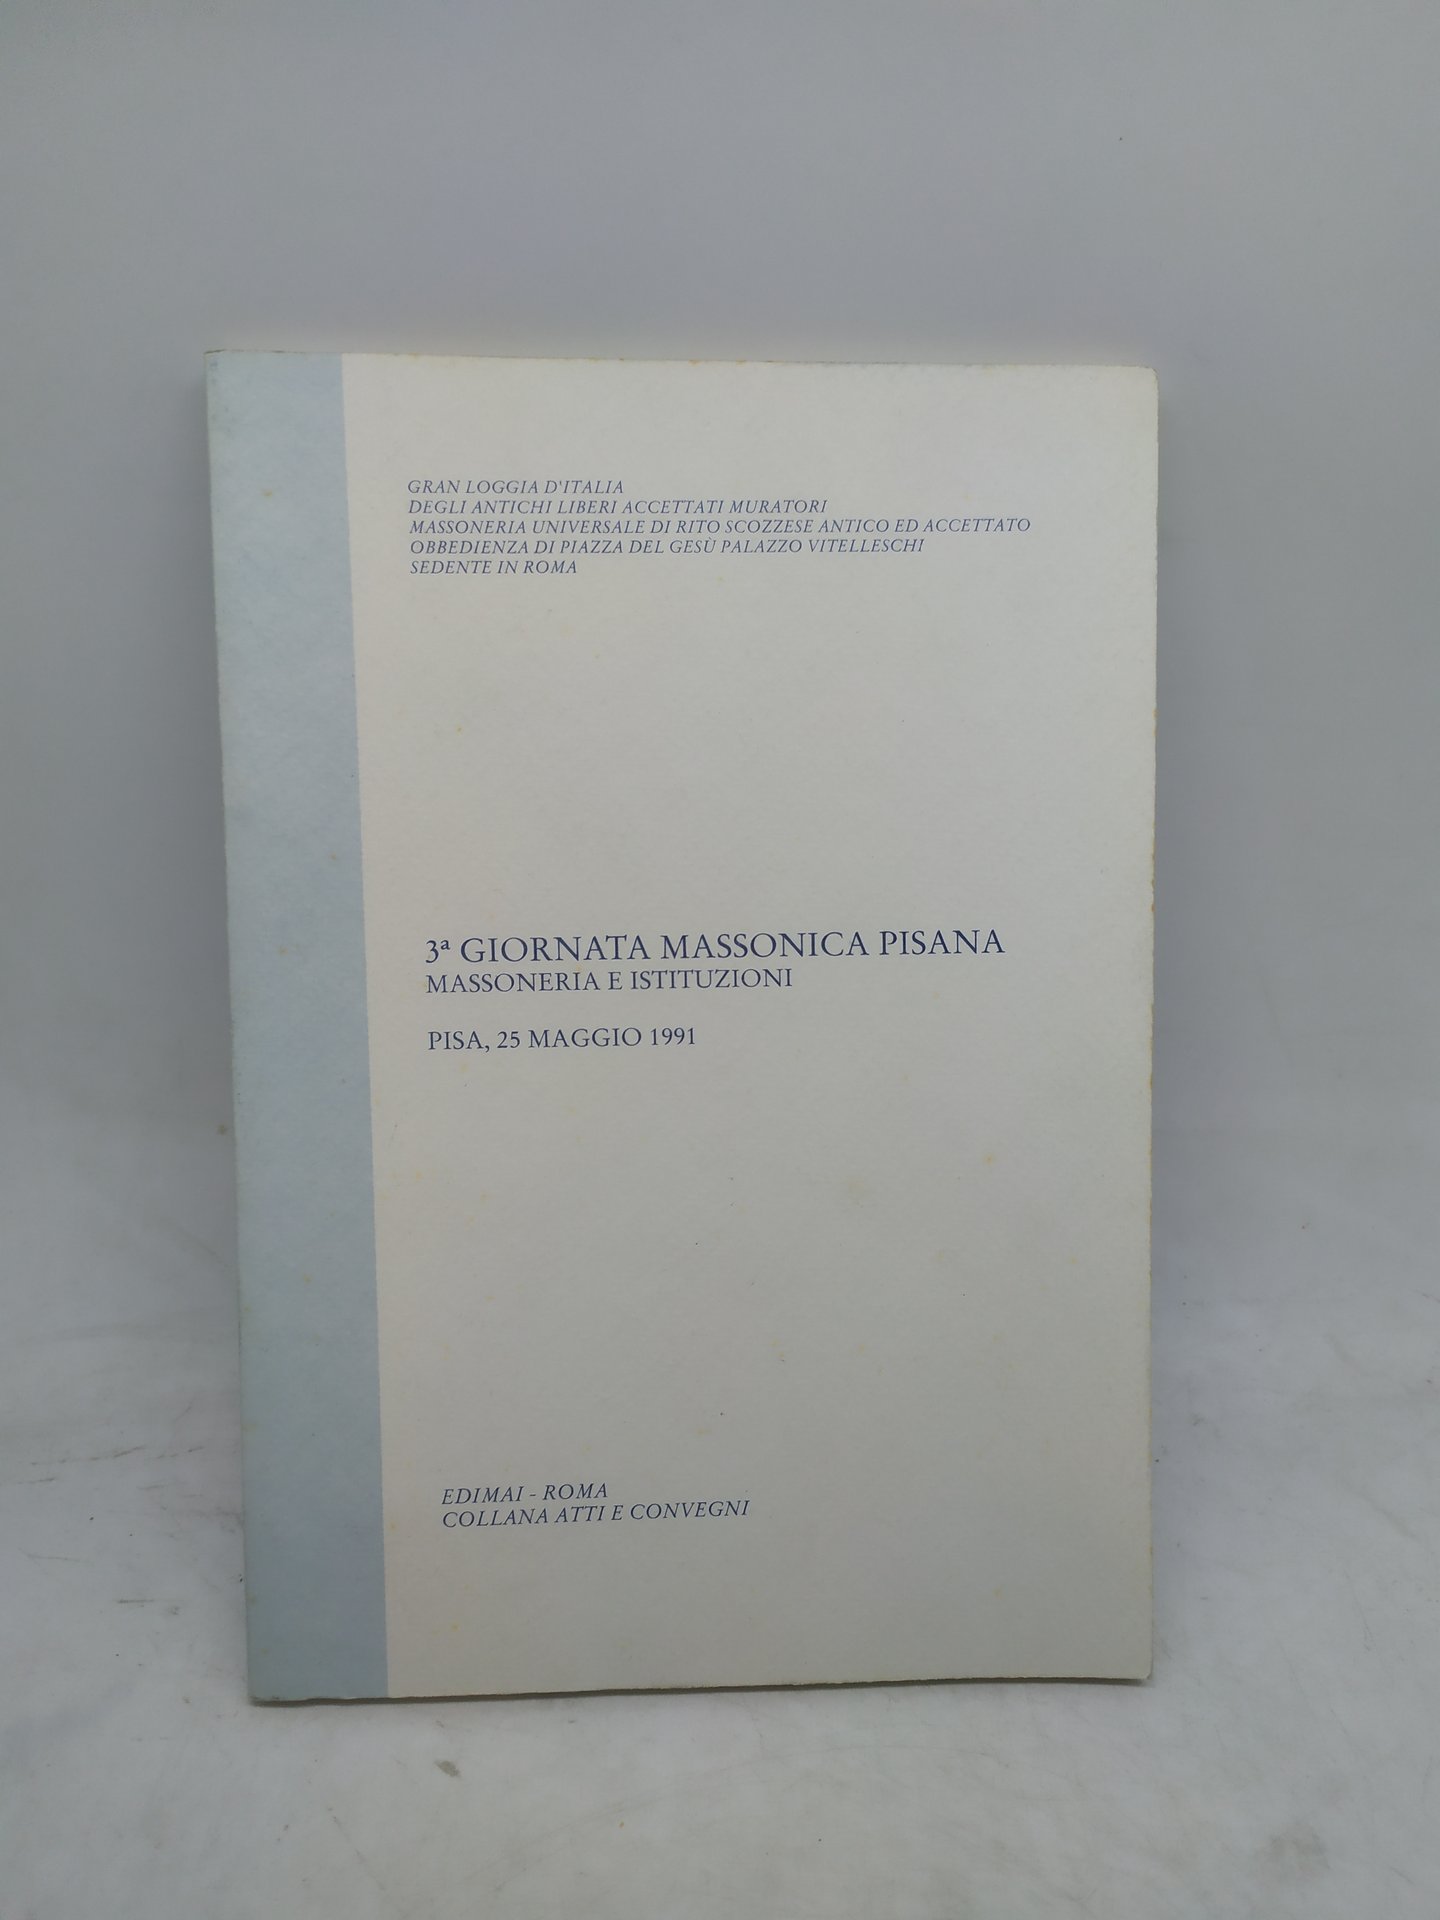 GRAN LOGGIA D'ITALIA
DEGLI ANTICHI LIBERI ACCETTATI MURATORI
MASSONERIA UNIVERSALE DI RITO SCOZZESE ANTICO ED ACCETTATO
OBBEDIENZA DI PIAZZA DEL GESÙ PALAZZO VITELLESCHI
SEDENTE IN ROMA
3ª GIORNATA MASSONICA PISANA
MASSONERIA E ISTITUZIONI
PISA, 25 MAGGIO 1991
EDIMAI - ROMA
COLLANA ATTI E CONVEGNI